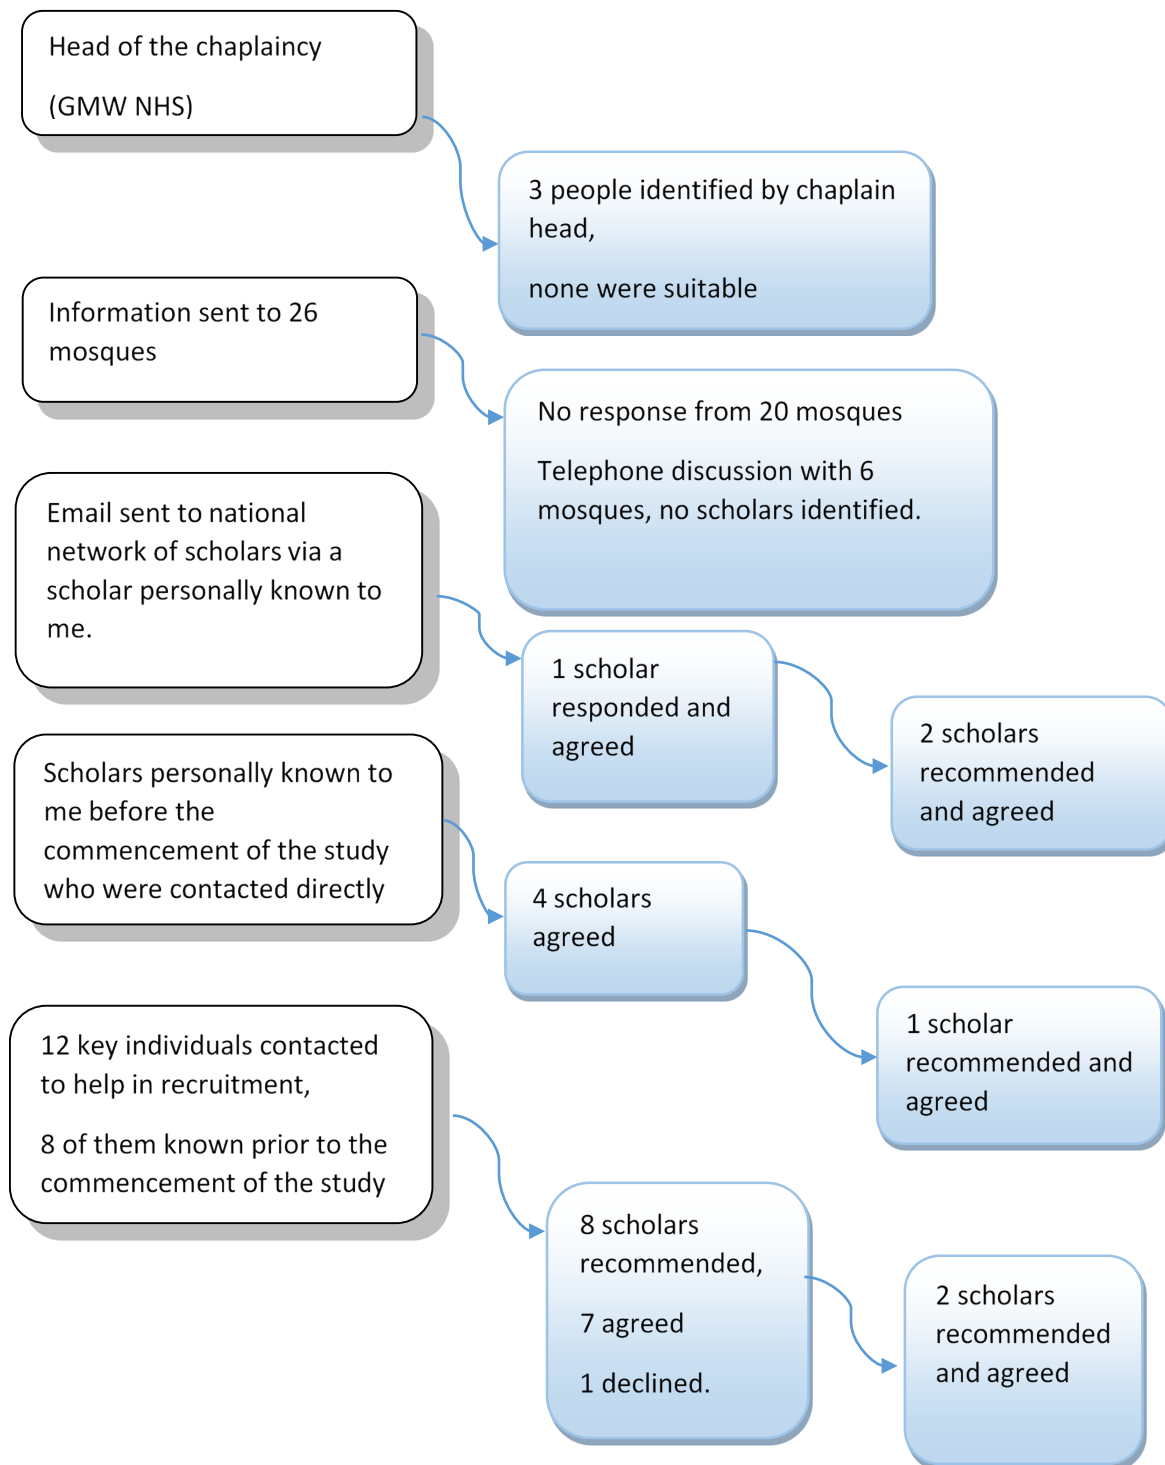 Head of the chaplaincy
(GMW NHS)
3 people identified by chaplain
head,
none were suitable
Information sent to 26
mosques
No response from 20 mosques
Telephone discussion with 6
mosques, no scholars identified.
Email sent to national
network of scholars via a
scholar personally known to
me.
1 scholar
responded and
agreed
2 scholars
recommended
and agreed
Scholars personally known to
me before the
commencement of the study
who were contacted directly
4 scholars
agreed
1 scholar
recommended and
agreed
12 key individuals contacted
to help in recruitment,
8 of them known prior to the
commencement of the study
8 scholars
recommended,
7 agreed
1 declined.
2 scholars
recommended
and agreed